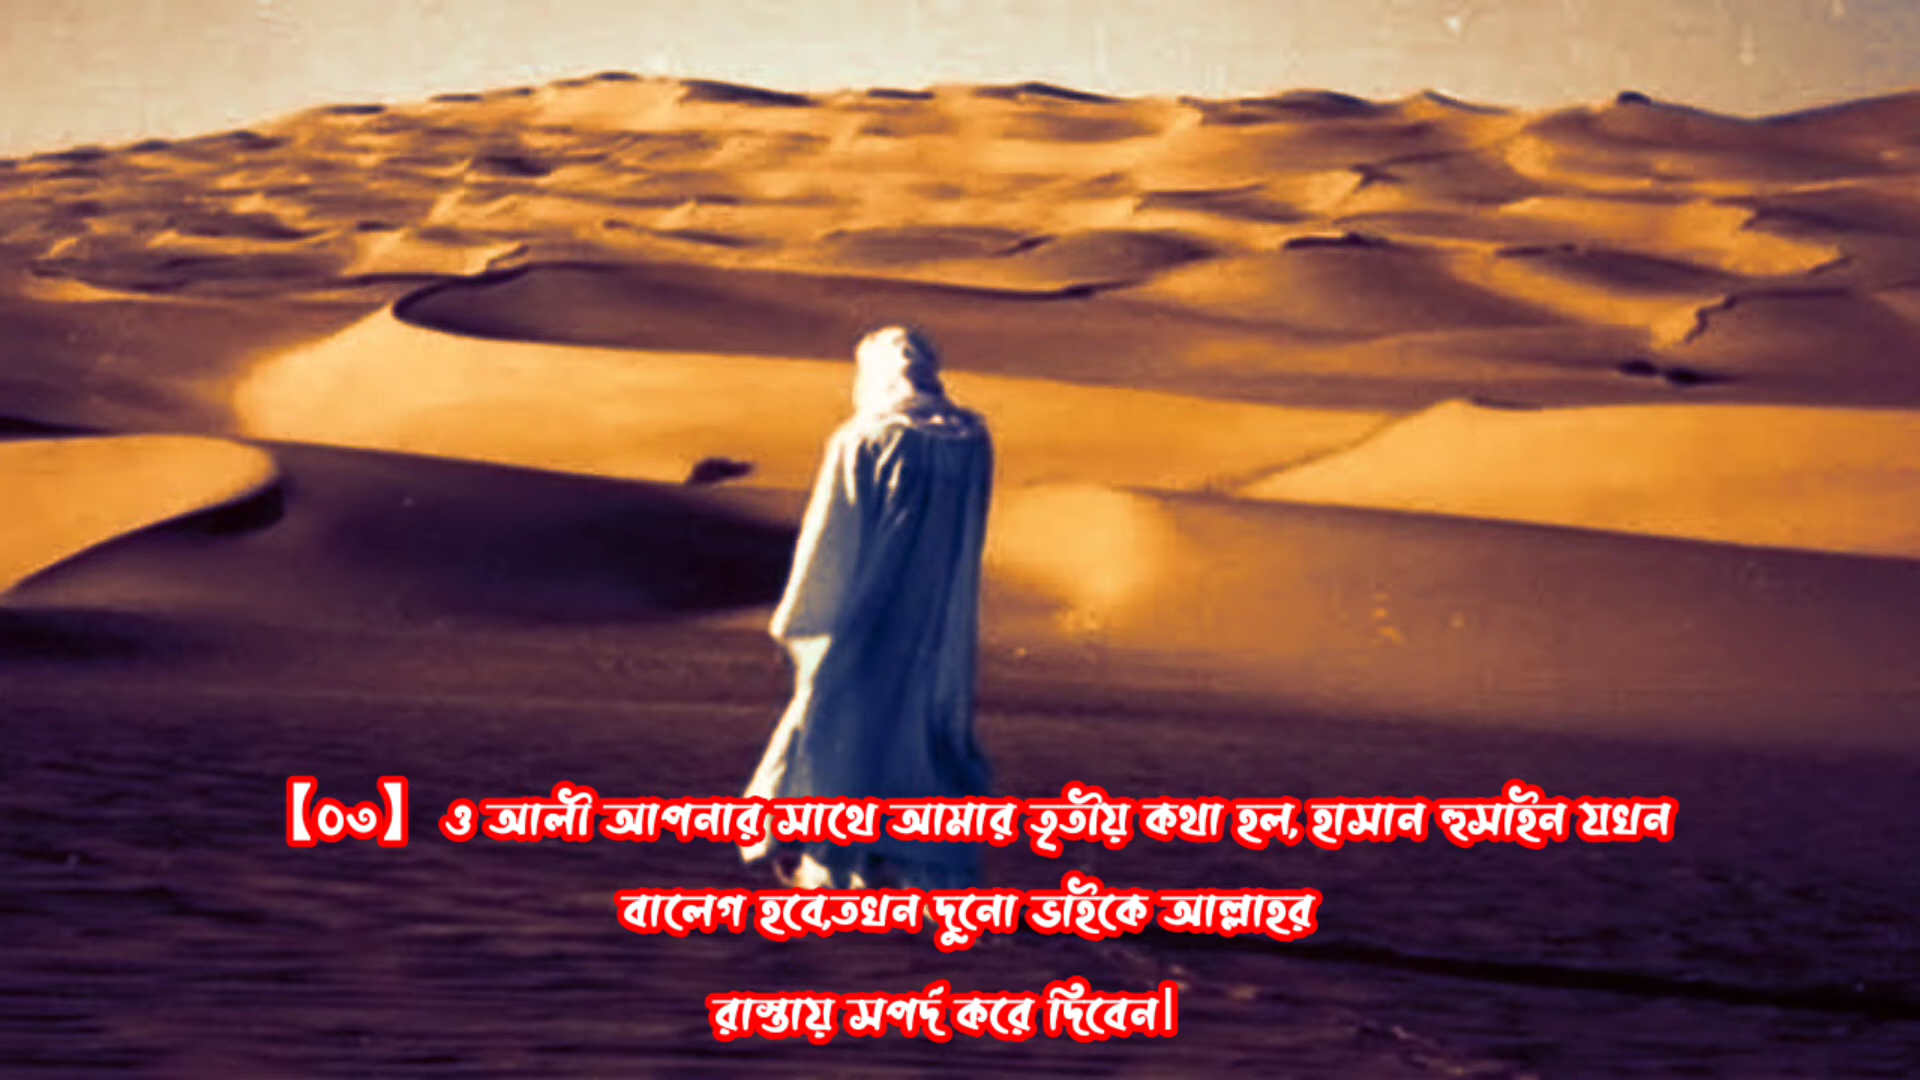 【০৩】 ও আলী আপনার সাথে আমার তৃতীয় কথা হল, হাসান হুসাইন যখন
বালেগ হবে,তখন দুনো ভাইকে আল্লাহর
রাস্তায় সপর্দ করে দিবেন।